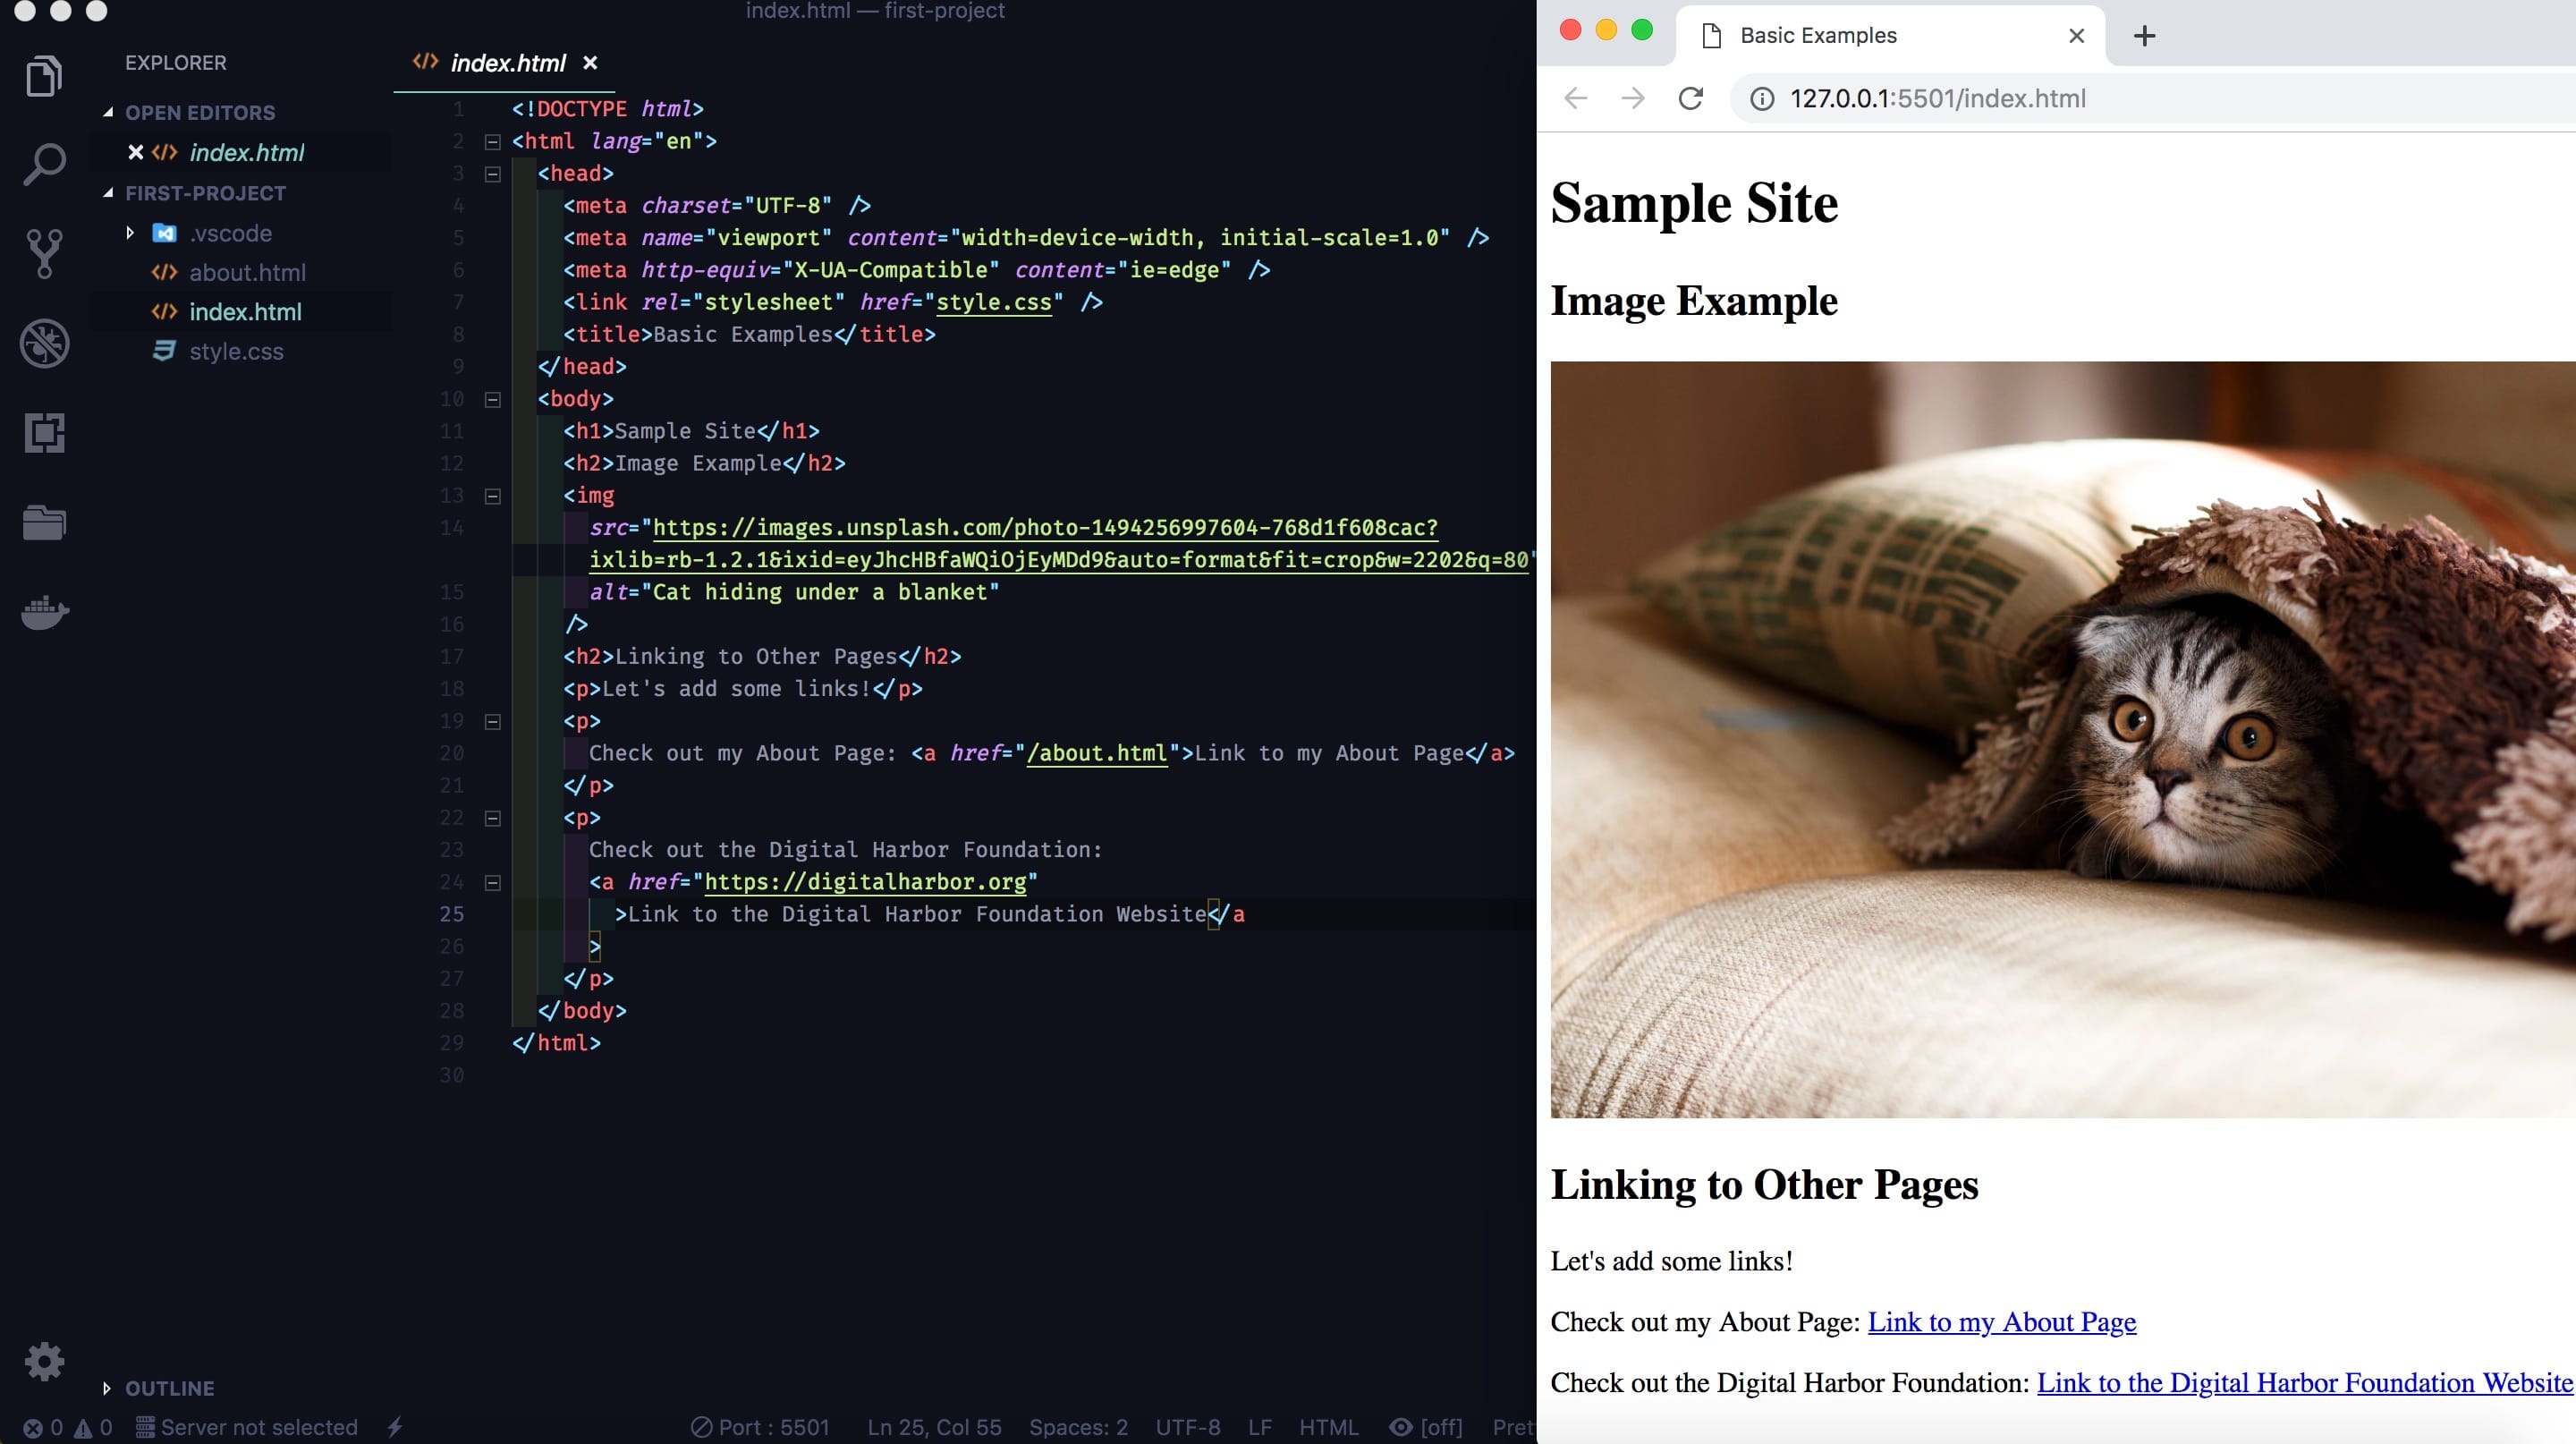 index.html — first-project
EXPLORER
OPEN EDITORS
index.html
FIRST-PROJECT
.vscode
about.html
index.html
style.css
OUTLINE
index.html
1 <!DOCTYPE html>
2 <html lang="en">
3 <head>
4 <meta charset="UTF-8" />
5 <meta name="viewport" content="width=device-width, initial-scale=1.0" />
6 <meta http-equiv="X-UA-Compatible" content="ie=edge" />
7 <link rel="stylesheet" href="style.css" />
8 <title>Basic Examples</title>
9 </head>
10 <body>
11 <h1>Sample Site</h1>
12 <h2>Image Example</h2>
13 <img
14 src="https://images.unsplash.com/photo-1494256997604-768d1f608cac?
ixlib=rb-1.2.1&ixid=eyJhcHBfaWQiOjEyMDd9&auto=format&fit=crop&w=2202&q=80"
15 alt="Cat hiding under a blanket"
16 />
17 <h2>Linking to Other Pages</h2>
18 <p>Let's add some links!</p>
19 <p>
20 Check out my About Page: <a href="/about.html">Link to my About Page</a>
21 </p>
22 <p>
23 Check out the Digital Harbor Foundation:
24 <a href="https://digitalharbor.org"
25 >Link to the Digital Harbor Foundation Website</a
26 >
27 </p>
28 </body>
29 </html>
30
0 0 Server not selected Port : 5501 Ln 25, Col 55 Spaces: 2 UTF-8 LF HTML [off] Pret
Basic Examples
127.0.0.1:5501/index.html
Sample Site
Image Example
Linking to Other Pages
Let's add some links!
Check out my About Page: Link to my About Page
Check out the Digital Harbor Foundation: Link to the Digital Harbor Foundation Website